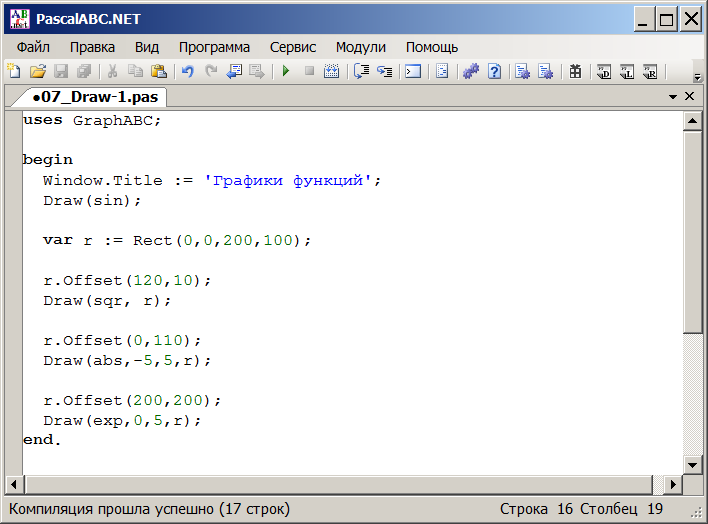 PascalABC.NET
Файл Правка Вид Программа Сервис Модули Помощь
●07_Draw-1.pas
uses GraphABC;
begin
Window.Title := 'Графики функций';
Draw(sin);
var r := Rect(0,0,200,100);
r.Offset(120,10);
Draw(sqr, r);
r.Offset(0,110);
Draw(abs,-5,5,r);
r.Offset(200,200);
Draw(exp,0,5,r);
end.
Компиляция прошла успешно (17 строк) Строка 16 Столбец 19